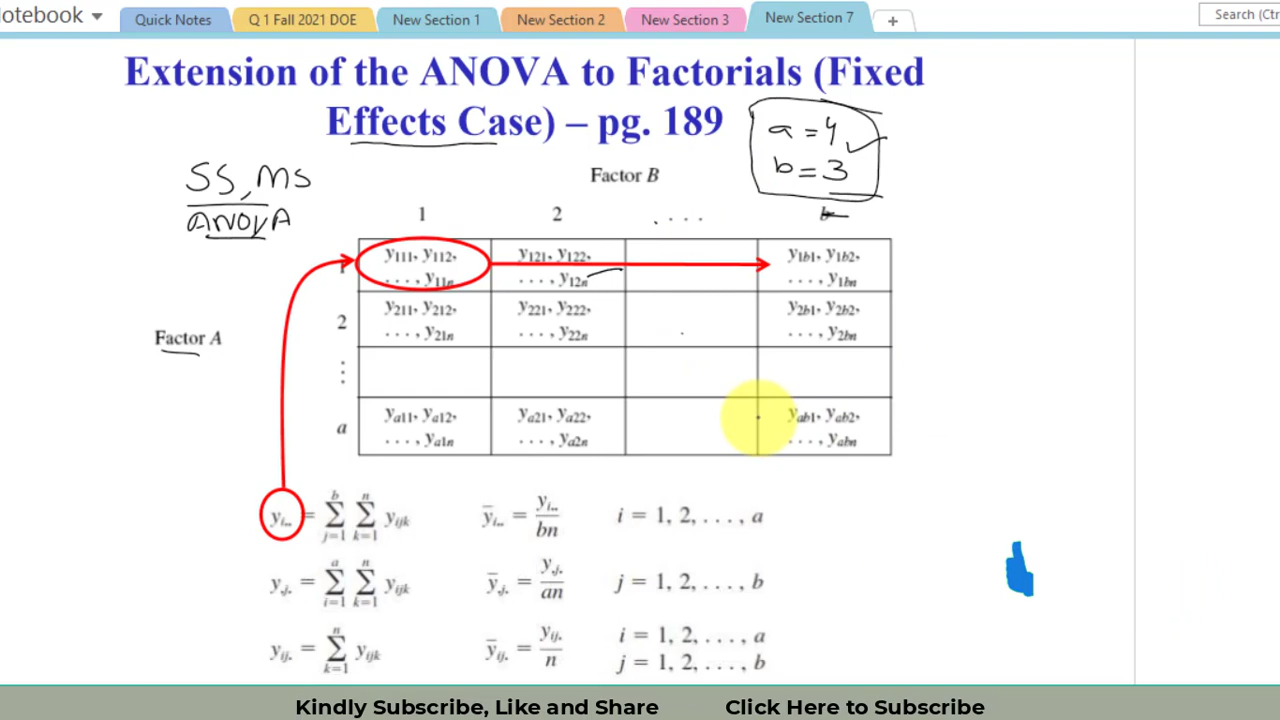 otebook
Quick Notes
Q 1 Fall 2021 DOE
New Section 1
New Section 2
New Section 3
New Section 7
+
Search (Ctr
Extension of the ANOVA to Factorials (Fixed
Effects Case) – pg. 189
a = 4
b = 3
SS, MS
ANOVA
Factor B
1 2 . . . . b
1 y111, y112, y121, y122, y1b1, y1b2,
. . . , y11n . . . , y12n . . . , y1bn
2 y211, y212, y221, y222, y2b1, y2b2,
. . . , y21n . . . , y22n . . . , y2bn
Factor A
⋮
a ya11, ya12, ya21, ya22, yab1, yab2,
. . . , ya1n . . . , ya2n . . . , yabn
yi.. = ∑j=1^b ∑k=1^n yijk ȳi.. = yi../bn i = 1, 2, . . . , a
y.j. = ∑i=1^a ∑k=1^n yijk ȳ.j. = y.j./an j = 1, 2, . . . , b
yij. = ∑k=1^n yijk ȳij. = yij./n i = 1, 2, . . . , a
j = 1, 2, . . . , b
Kindly Subscribe, Like and Share Click Here to Subscribe